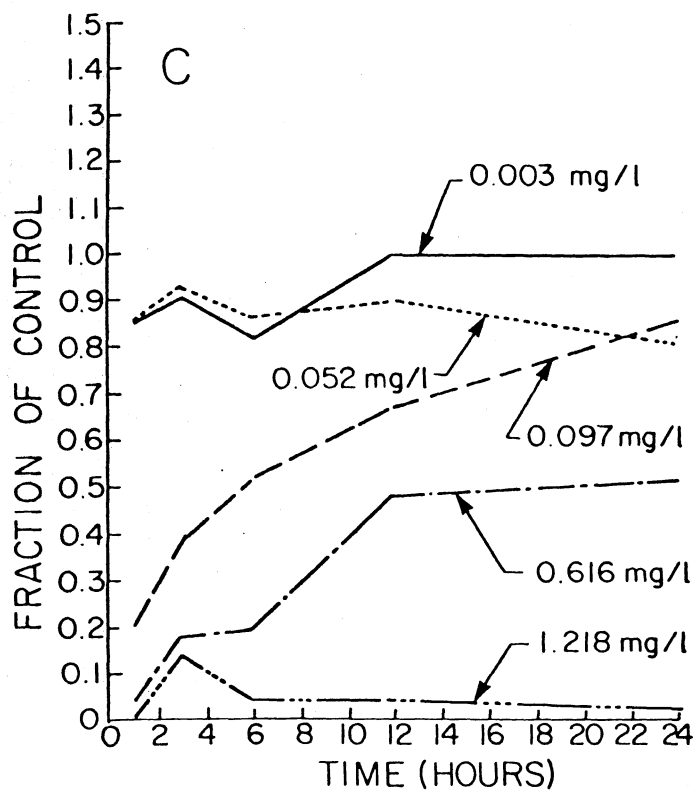 C
FRACTION OF CONTROL
1.5
1.4
1.3
1.2
1.1
1.0
0.9
0.8
0.7
0.6
0.5
0.4
0.3
0.2
0.1
0
0.003 mg/l
0.052 mg/l
0.097 mg/l
0.616 mg/l
1.218 mg/l
0 2 4 6 8 10 12 14 16 18 20 22 24
TIME (HOURS)